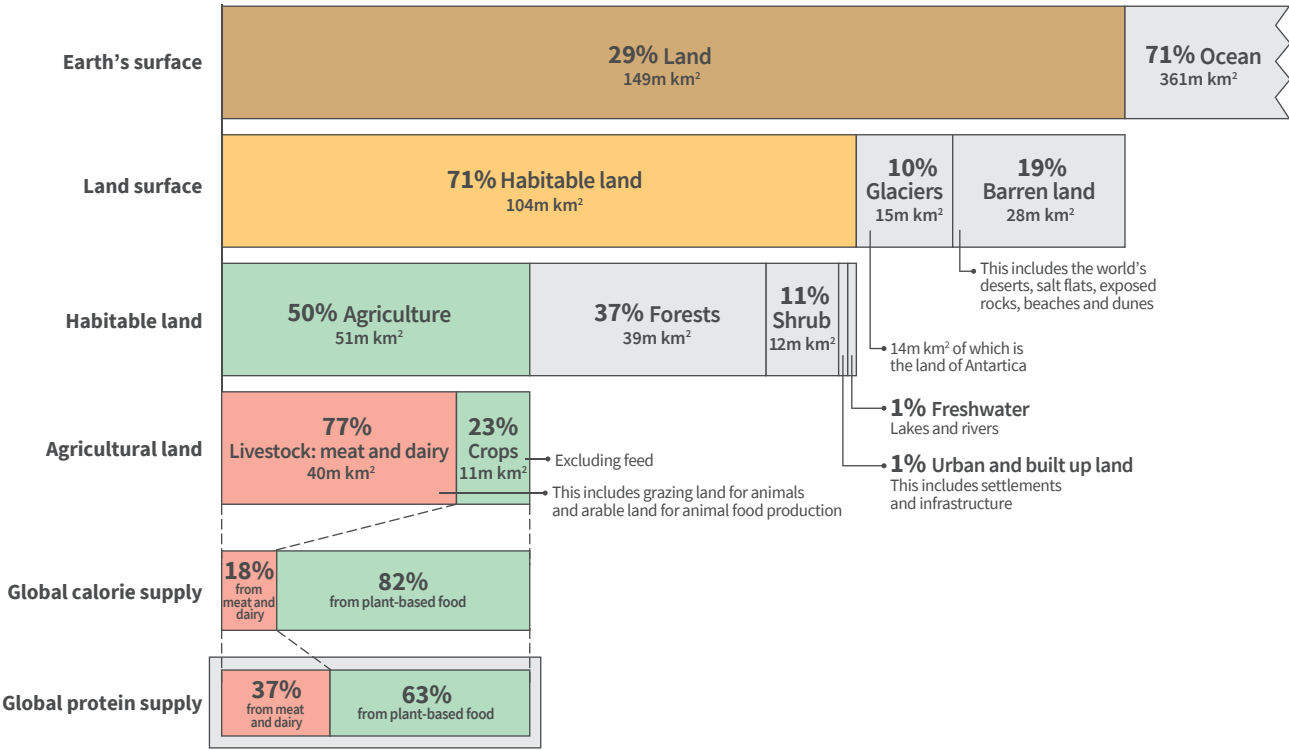 Earth’s surface
29% Land
149m km²
71% Ocean
361m km²
Land surface
71% Habitable land
104m km²
10%
Glaciers
15m km²
19%
Barren land
28m km²
This includes the world’s
deserts, salt flats, exposed
rocks, beaches and dunes
14m km² of which is
the land of Antartica
Habitable land
50% Agriculture
51m km²
37% Forests
39m km²
11%
Shrub
12m km²
1% Freshwater
Lakes and rivers
1% Urban and built up land
This includes settlements
and infrastructure
Agricultural land
77%
Livestock: meat and dairy
40m km²
23%
Crops
11m km²
Excluding feed
This includes grazing land for animals
and arable land for animal food production
Global calorie supply
18%
from
meat and
dairy
82%
from plant-based food
Global protein supply
37%
from meat
and dairy
63%
from plant-based food